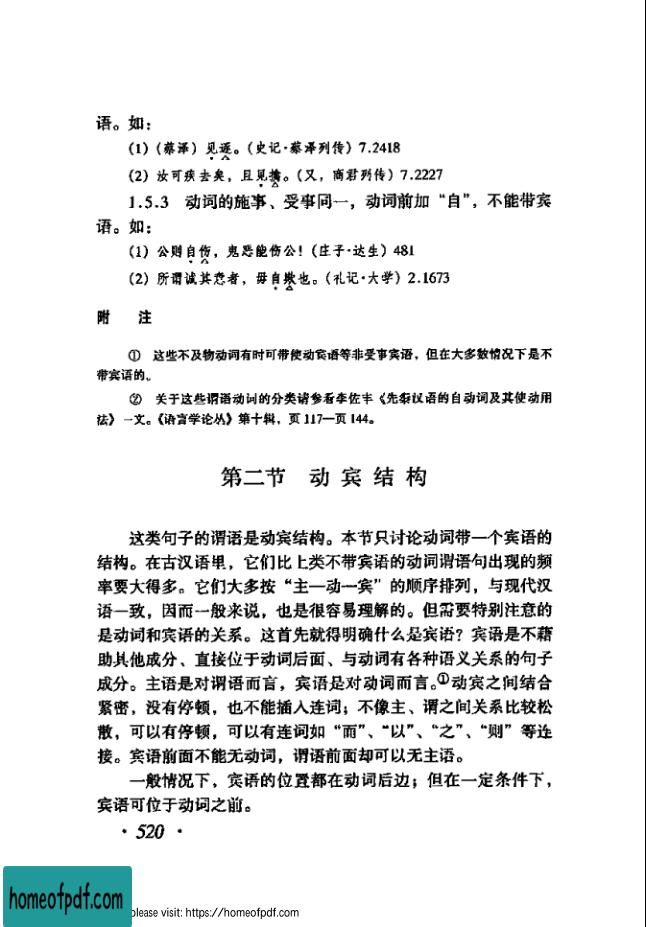 语。如：
(1)（蔡泽）见逐。（史记·蔡泽列传）7.2418
(2) 汝可疾去矣，且见擒。（又，商君列传）7.2227
1.5.3 动词的施事、受事同一，动词前加“自”，不能带宾
语。如：
(1) 公则自伤，鬼恶能伤公！（庄子·达生）481
(2) 所谓诚其意者，毋自欺也。（礼记·大学）2.1673
附 注
① 这些不及物动词有时可带使动宾语等非受事宾语，但在大多数情况下是不
带宾语的。
② 关于这些谓语动词的分类请参看李佐丰《先秦汉语的自动词及其使动用
法》一文。《语言学论丛》第十辑，页117—页144。
第二节 动宾结构
这类句子的谓语是动宾结构。本节只讨论动词带一个宾语的
结构。在古汉语里，它们比上类不带宾语的动词谓语句出现的频
率要大得多。它们大多按“主—动—宾”的顺序排列，与现代汉
语一致，因而一般来说，也是很容易理解的。但需要特别注意的
是动词和宾语的关系。这首先就得明确什么是宾语？宾语是不藉
助其他成分、直接位于动词后面、与动词有各种语义关系的句子
成分。主语是对谓语而言，宾语是对动词而言。①动宾之间结合
紧密，没有停顿，也不能插入连词；不像主、谓之间关系比较松
散，可以有停顿，可以有连词如“而”、“以”、“之”、“则”等连
接。宾语前面不能无动词，谓语前面却可以无主语。
一般情况下，宾语的位置都在动词后边；但在一定条件下，
宾语可位于动词之前。
· 520 ·
homeofpdf.com
please visit: https://homeofpdf.com